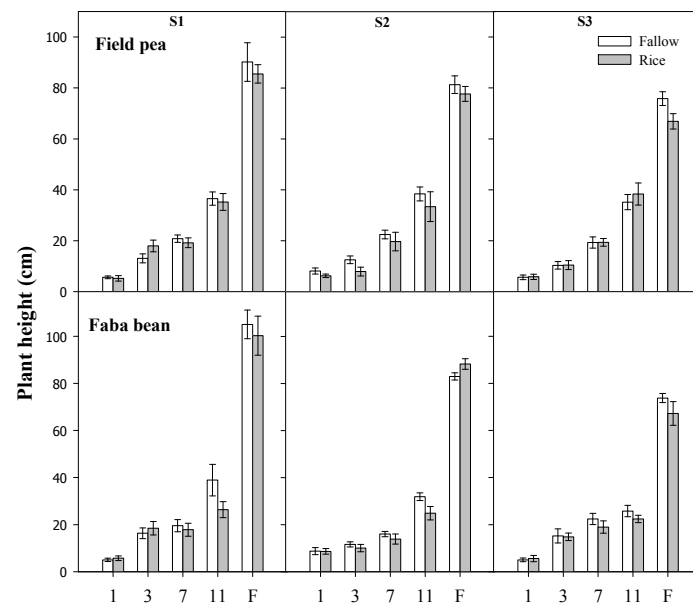 S1 S2 S3
Field pea
Fallow
Rice
100
80
60
40
20
0
Plant height (cm)
Faba bean
100
80
60
40
20
0
1 3 7 11 F 1 3 7 11 F 1 3 7 11 F